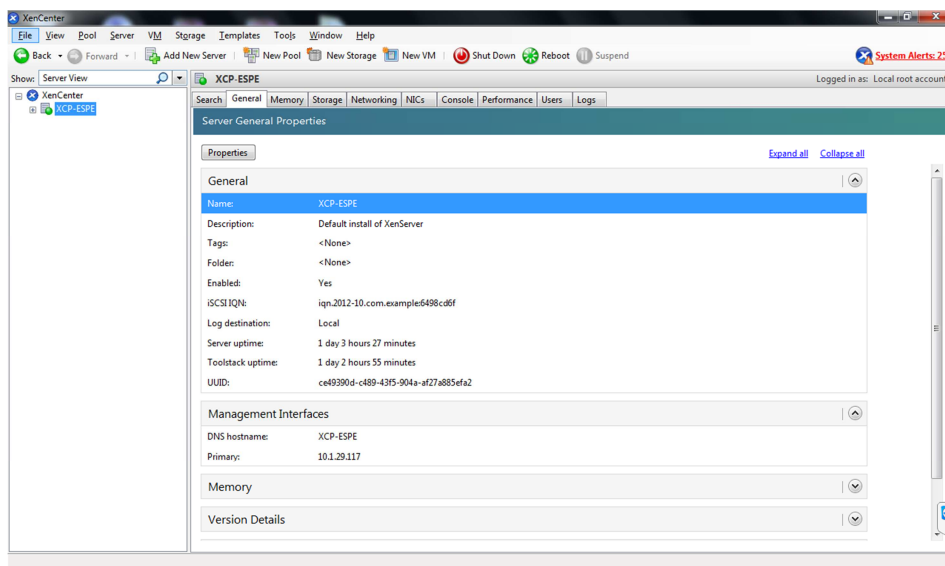 XenCenter
File View Pool Server VM Storage Templates Tools Window Help
Back Forward Add New Server New Pool New Storage New VM Shut Down Reboot Suspend System Alerts: 25
Show: Server View XCP-ESPE Logged in as: Local root account
XenCenter
XCP-ESPE
Search General Memory Storage Networking NICs Console Performance Users Logs
Server General Properties
Properties Expand all Collapse all
General
Name: XCP-ESPE
Description: Default install of XenServer
Tags: <None>
Folder: <None>
Enabled: Yes
iSCSI IQN: iqn.2012-10.com.example:6498cd6f
Log destination: Local
Server uptime: 1 day 3 hours 27 minutes
Toolstack uptime: 1 day 2 hours 55 minutes
UUID: ce49390d-c489-43f5-904a-af27a885efa2
Management Interfaces
DNS hostname: XCP-ESPE
Primary: 10.1.29.117
Memory
Version Details